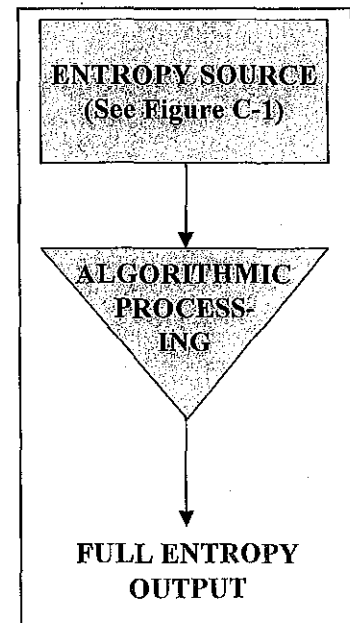 ENTROPY SOURCE
(See Figure C-1)
ALGORITHMIC
PROCESS-
ING
FULL ENTROPY
OUTPUT